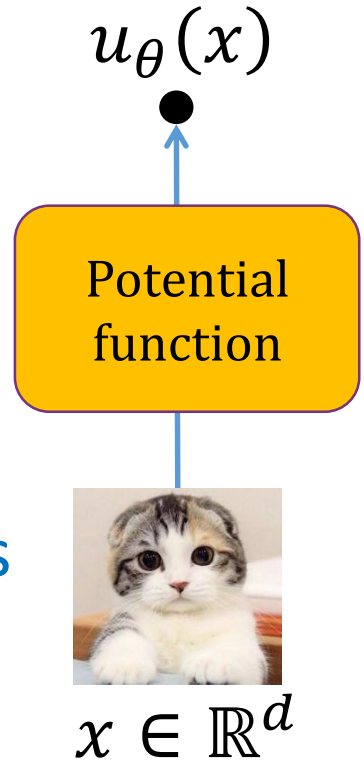 u_θ(x)
Potential
function
s
x ∈ ℝ^d